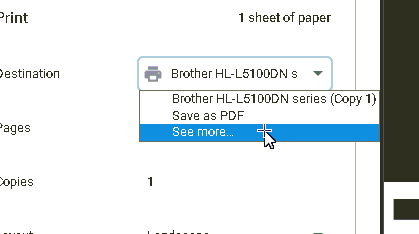 Print
1 sheet of paper
Destination
Brother HL-L5100DN s
Brother HL-L5100DN series (Copy 1)
Save as PDF
See more...
Pages
Copies
1